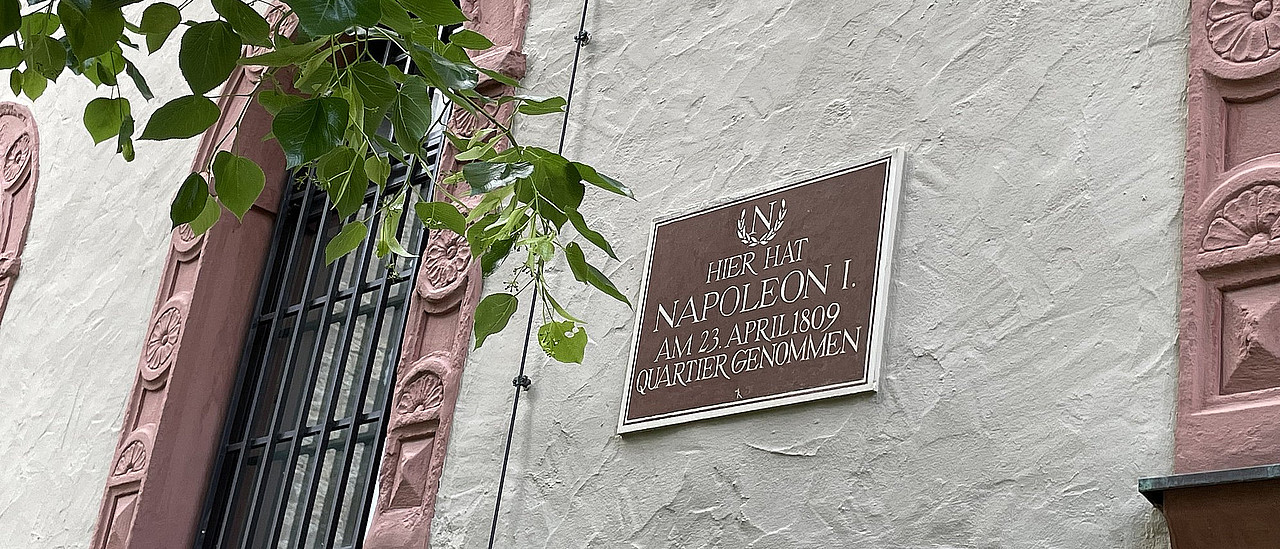 N
HIER HAT
NAPOLEON I.
AM 23. APRIL 1809
QUARTIER GENOMMEN